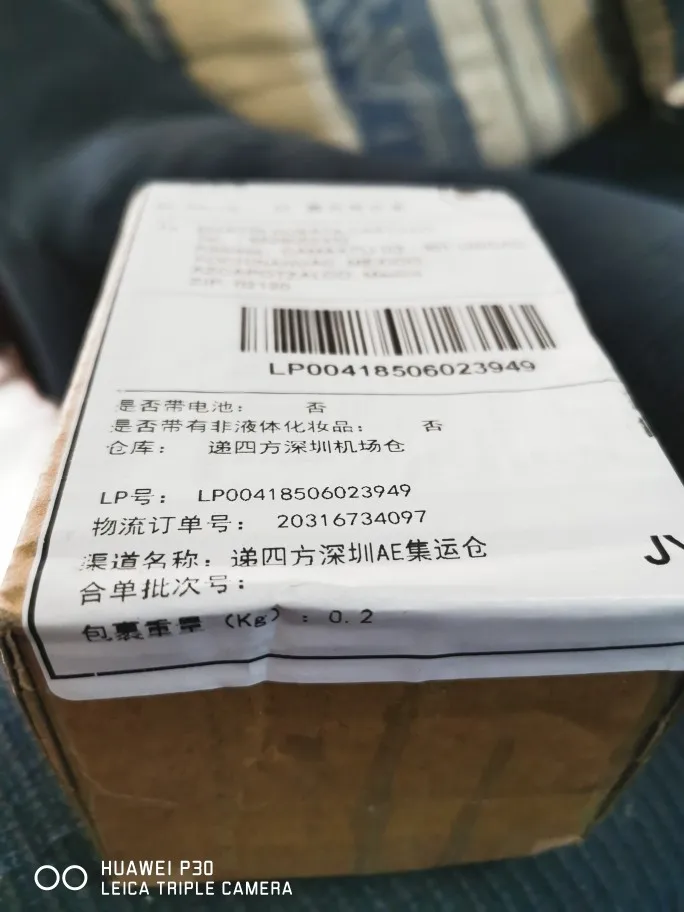 LP00418506023949
是否带电池： 否
是否带有非液体化妆品： 否
仓库： 递四方深圳机场仓
LP号： LP00418506023949
物流订单号： 20316734097
渠道名称：递四方深圳AE集运仓
JY
合单批次号：
包裹重量（Kg）：0.2
HUAWEI P30
LEICA TRIPLE CAMERA